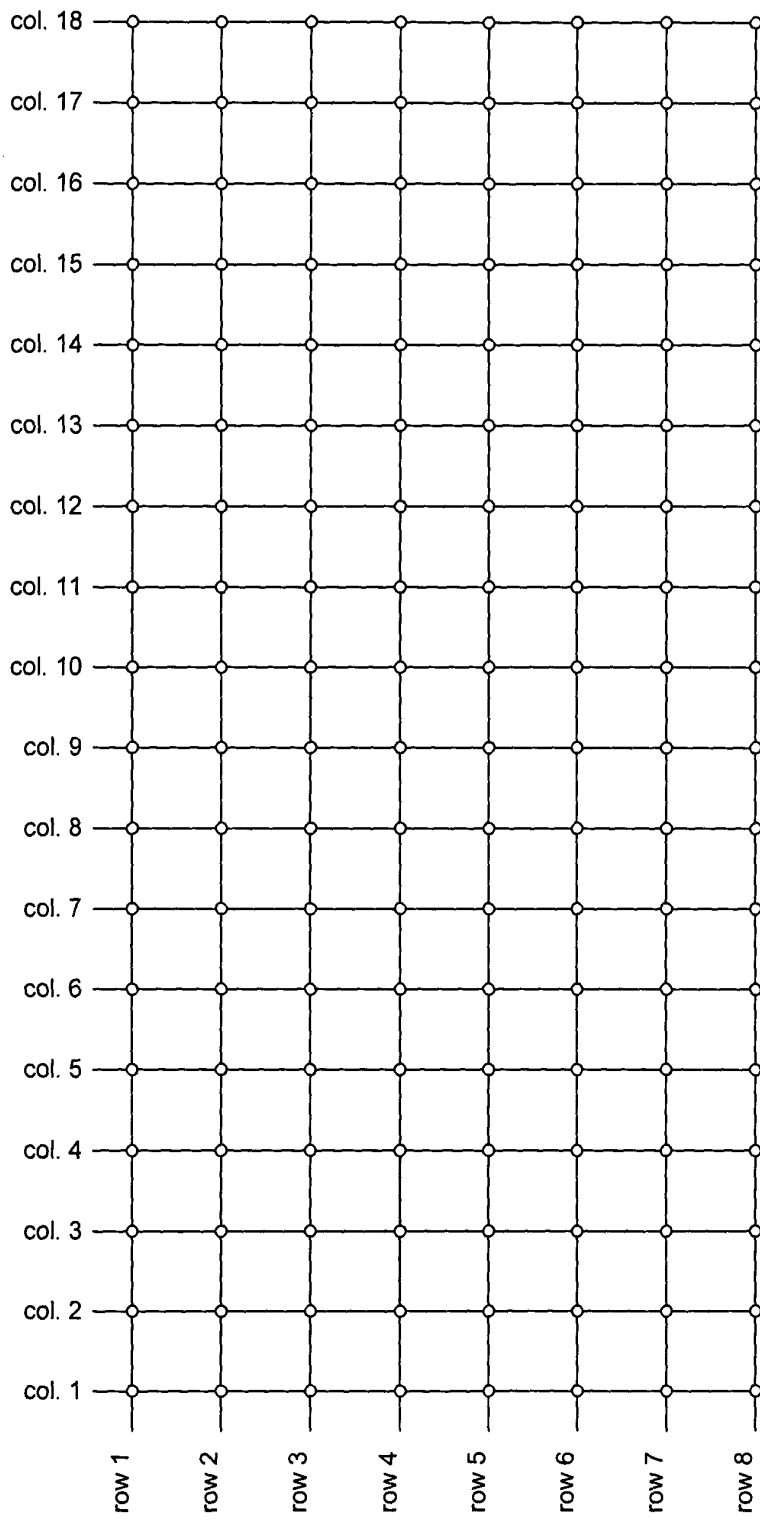 col. 18
col. 17
col. 16
col. 15
col. 14
col. 13
col. 12
col. 11
col. 10
col. 9
col. 8
col. 7
col. 6
col. 5
col. 4
col. 3
col. 2
col. 1
row 1
row 2
row 3
row 4
row 5
row 6
row 7
row 8